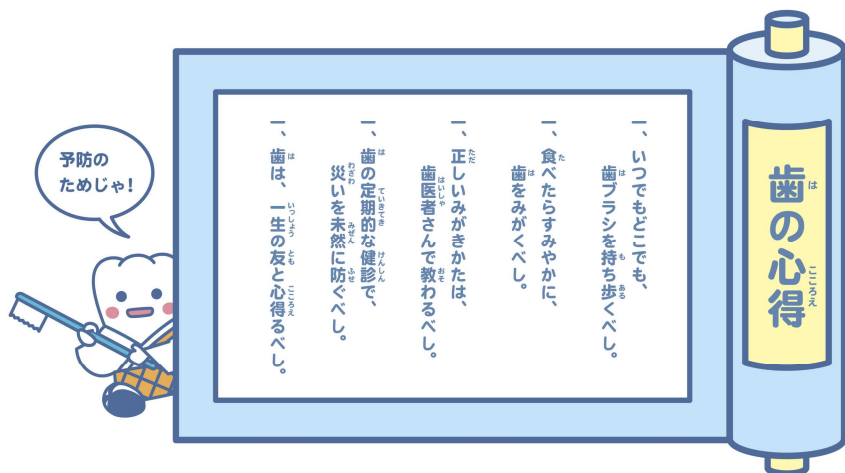 歯の心得
一、いつでもどこでも、
歯ブラシを持ち歩くべし。
一、食べたらすみやかに、
歯をみがくべし。
一、正しいみがきかたは、
歯医者さんで教わるべし。
一、歯の定期的な健診で、
災いを未然に防ぐべし。
一、歯は、一生の友と心得るべし。
予防の
ためじゃ!